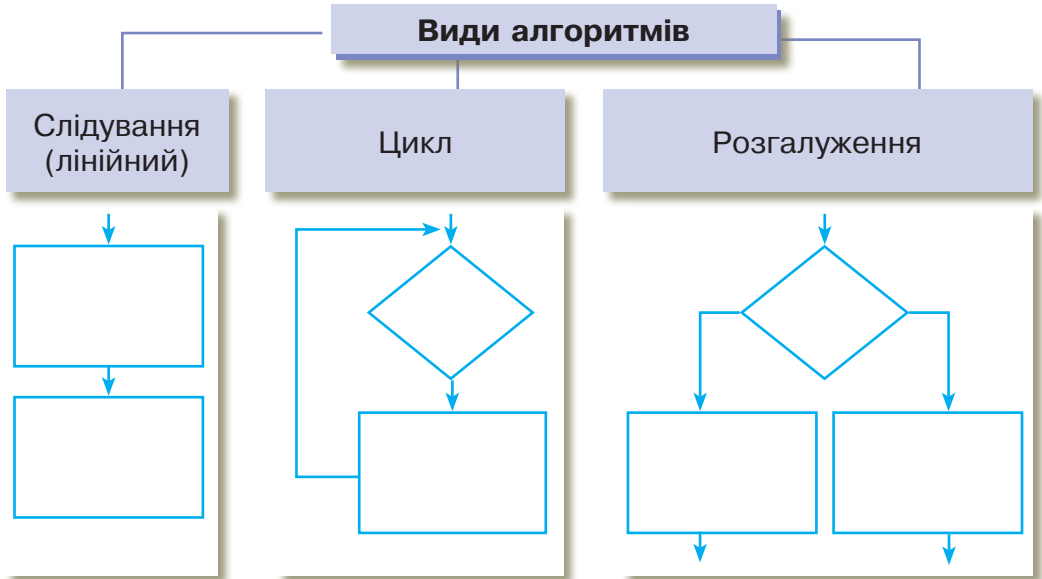 Види алгоритмів
Слідування
(лінійний)
Цикл
Розгалуження